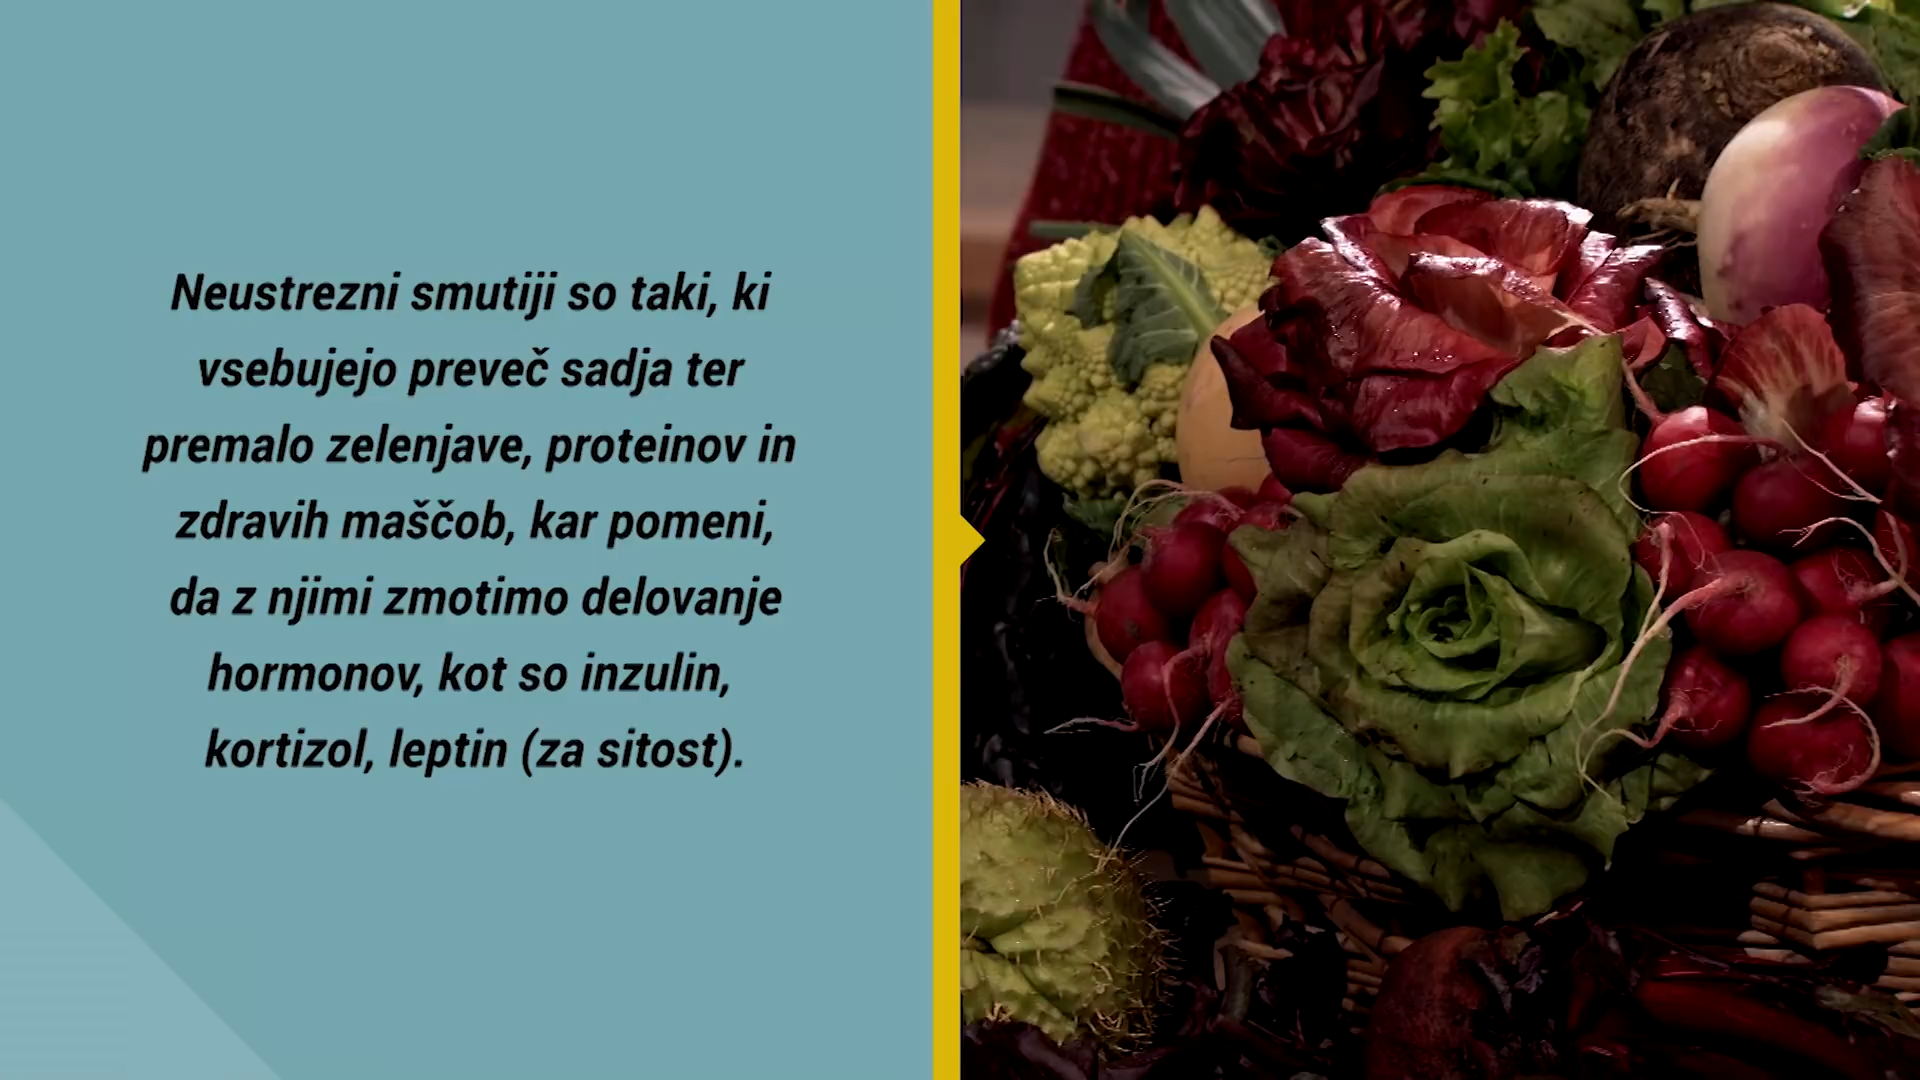 Neustrezni smutiji so taki, ki
vsebujejo preveč sadja ter
premalo zelenjave, proteinov in
zdravih maščob, kar pomeni,
da z njimi zmotimo delovanje
hormonov, kot so inzulin,
kortizol, leptin (za sitost).